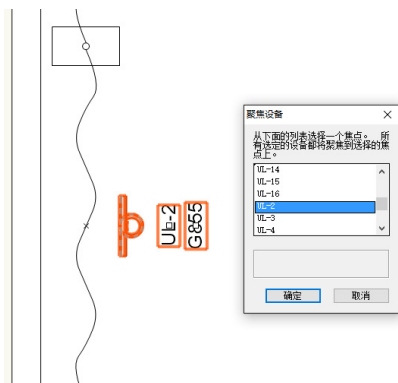 UL-2
G855
聚焦设备
从下面的列表选择一个焦点。 所
有选定的设备都将聚焦到选择的焦
点上。
UL-14
UL-15
UL-16
UL-2
UL-3
UL-4
确定
取消